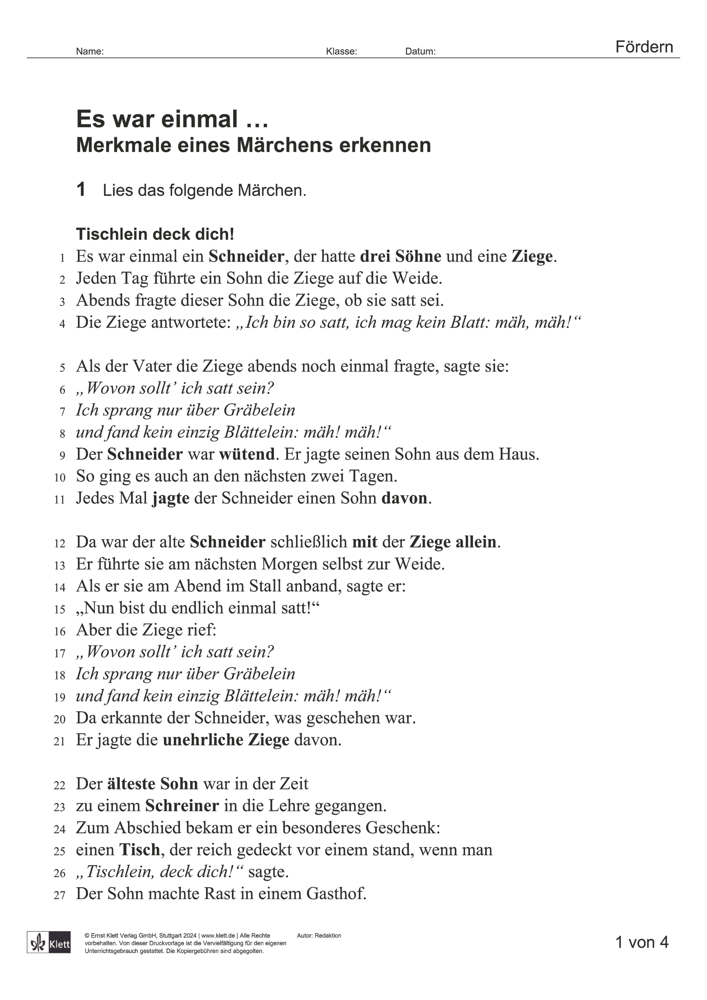 Name: Klasse: Datum: Fördern
Es war einmal …
Merkmale eines Märchens erkennen
1 Lies das folgende Märchen.
Tischlein deck dich!
1 Es war einmal ein Schneider, der hatte drei Söhne und eine Ziege.
2 Jeden Tag führte ein Sohn die Ziege auf die Weide.
3 Abends fragte dieser Sohn die Ziege, ob sie satt sei.
4 Die Ziege antwortete: „Ich bin so satt, ich mag kein Blatt: mäh, mäh!“
5 Als der Vater die Ziege abends noch einmal fragte, sagte sie:
6 „Wovon sollt’ ich satt sein?
7 Ich sprang nur über Gräbelein
8 und fand kein einzig Blättelein: mäh! mäh!“
9 Der Schneider war wütend. Er jagte seinen Sohn aus dem Haus.
10 So ging es auch an den nächsten zwei Tagen.
11 Jedes Mal jagte der Schneider einen Sohn davon.
12 Da war der alte Schneider schließlich mit der Ziege allein.
13 Er führte sie am nächsten Morgen selbst zur Weide.
14 Als er sie am Abend im Stall anband, sagte er:
15 „Nun bist du endlich einmal satt!“
16 Aber die Ziege rief:
17 „Wovon sollt’ ich satt sein?
18 Ich sprang nur über Gräbelein
19 und fand kein einzig Blättelein: mäh! mäh!“
20 Da erkannte der Schneider, was geschehen war.
21 Er jagte die unehrliche Ziege davon.
22 Der älteste Sohn war in der Zeit
23 zu einem Schreiner in die Lehre gegangen.
24 Zum Abschied bekam er ein besonderes Geschenk:
25 einen Tisch, der reich gedeckt vor einem stand, wenn man
26 „Tischlein, deck dich!“ sagte.
27 Der Sohn machte Rast in einem Gasthof.
Klett
© Ernst Klett Verlag GmbH, Stuttgart 2024 | www.klett.de | Alle Rechte
vorbehalten. Von dieser Druckvorlage ist die Vervielfältigung für den eigenen
Unterrichtsgebrauch gestattet. Die Kopiergebühren sind abgegolten.
Autor: Redaktion
1 von 4